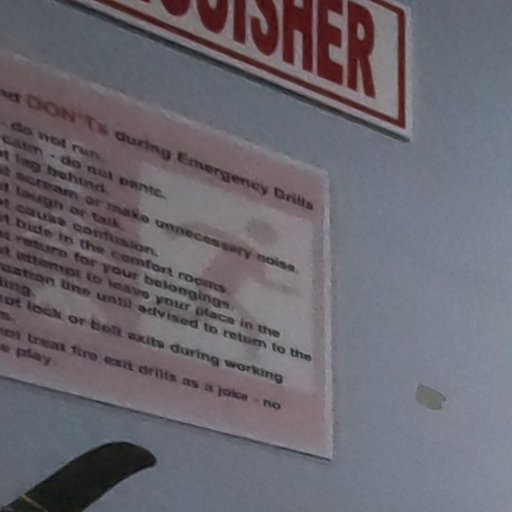 GUISHER
nd DON'Ts during Emergency Drills
do not run.
calm - do not panic.
t lag behind.
t scream or make unnecessary noise.
t laugh or talk.
t cause confusion.
t hide in the comfort rooms.
t return for your belongings.
t attempt to leave your place in the
uation line until advised to return to the
ding.
not lock or bolt exits during working
s.
not treat fire exit drills as a joke - no
e play.